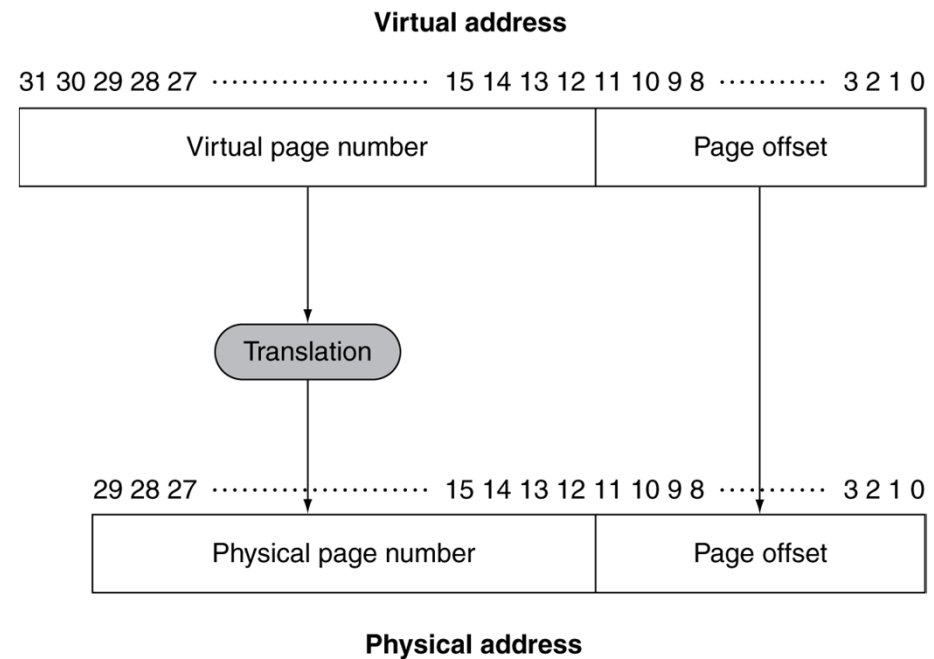 Virtual address
31 30 29 28 27 ······················ 15 14 13 12 11 10 9 8 ··········· 3 2 1 0
Virtual page number Page offset
Translation
29 28 27 ······················ 15 14 13 12 11 10 9 8 ··········· 3 2 1 0
Physical page number Page offset
Physical address